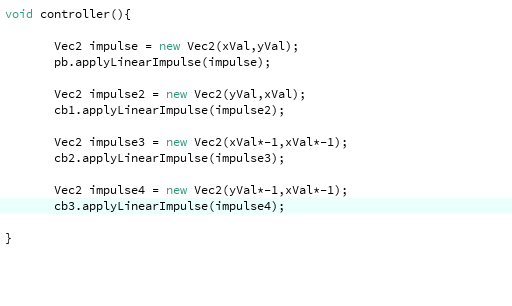 void controller(){
Vec2 impulse = new Vec2(xVal,yVal);
pb.applyLinearImpulse(impulse);
Vec2 impulse2 = new Vec2(yVal,xVal);
cb1.applyLinearImpulse(impulse2);
Vec2 impulse3 = new Vec2(xVal*-1,xVal*-1);
cb2.applyLinearImpulse(impulse3);
Vec2 impulse4 = new Vec2(yVal*-1,xVal*-1);
cb3.applyLinearImpulse(impulse4);
}